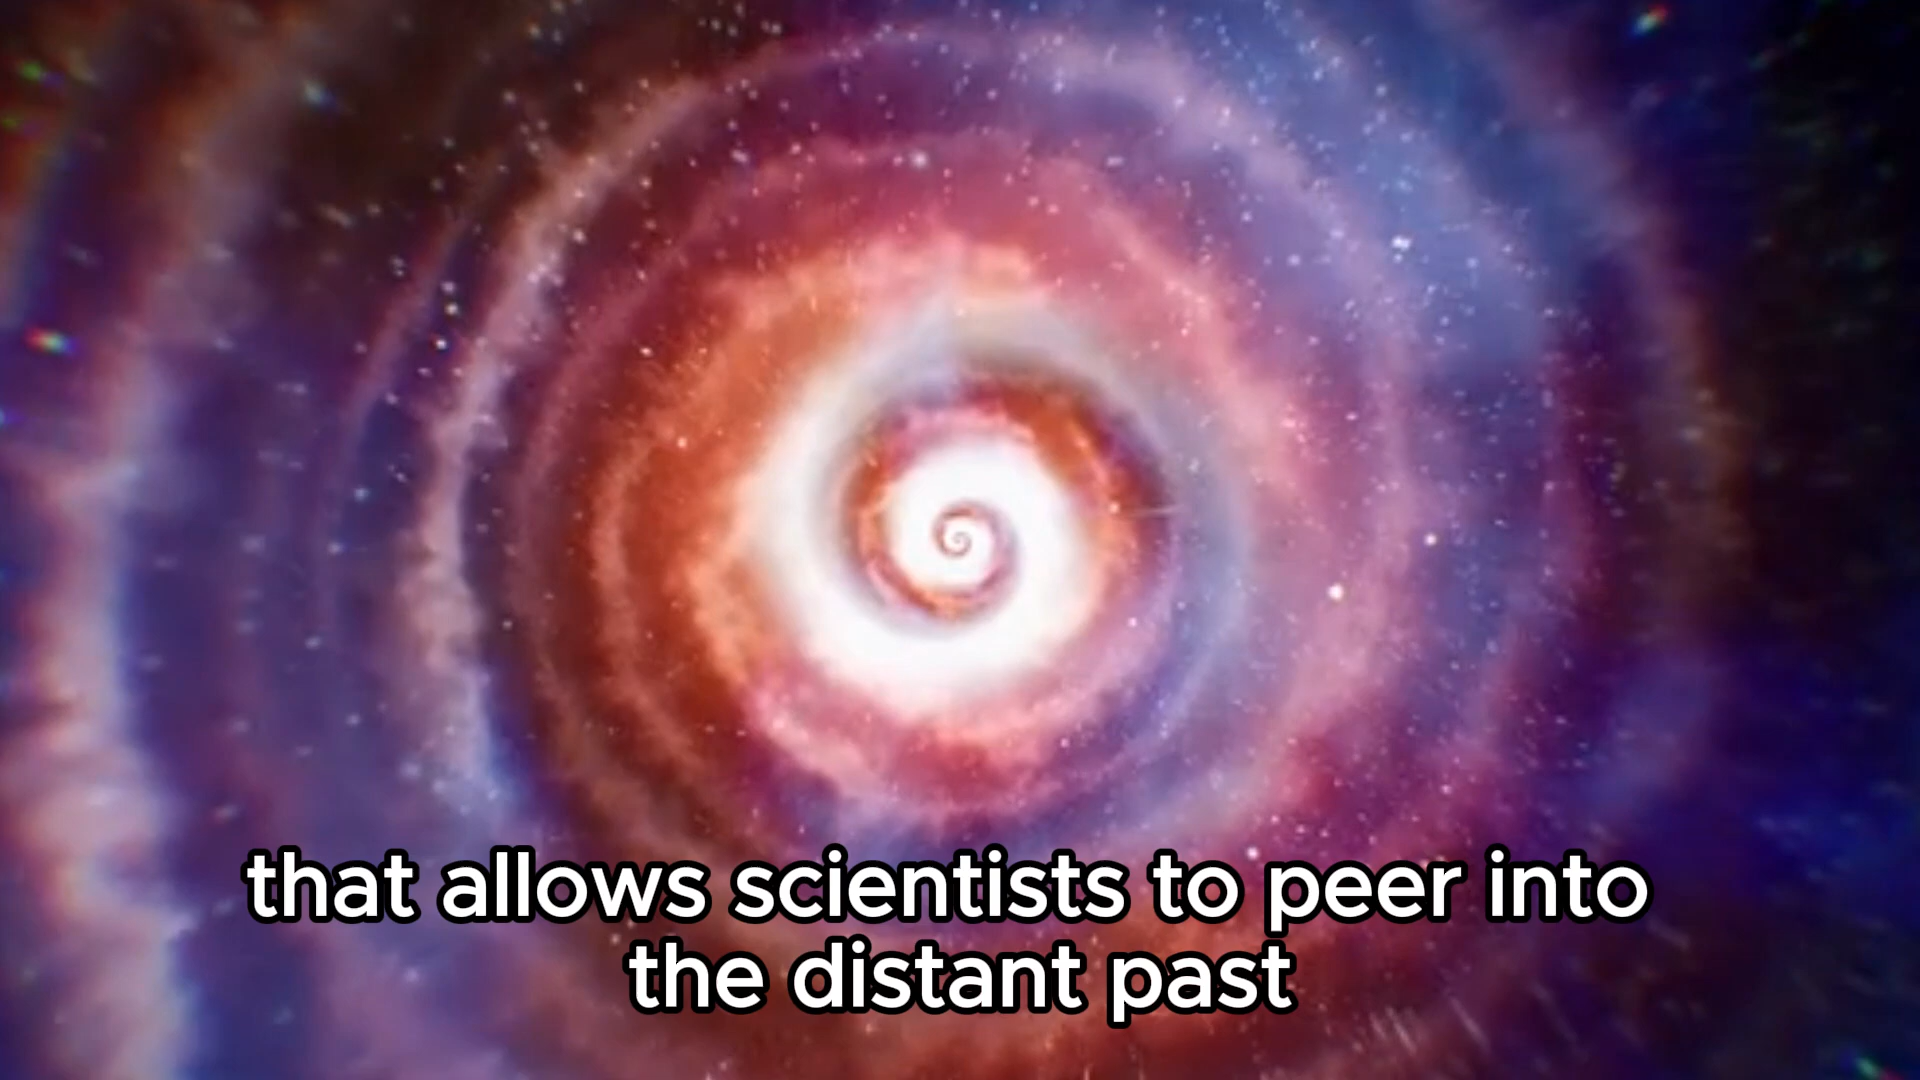 that allows scientists to peer into
the distant past